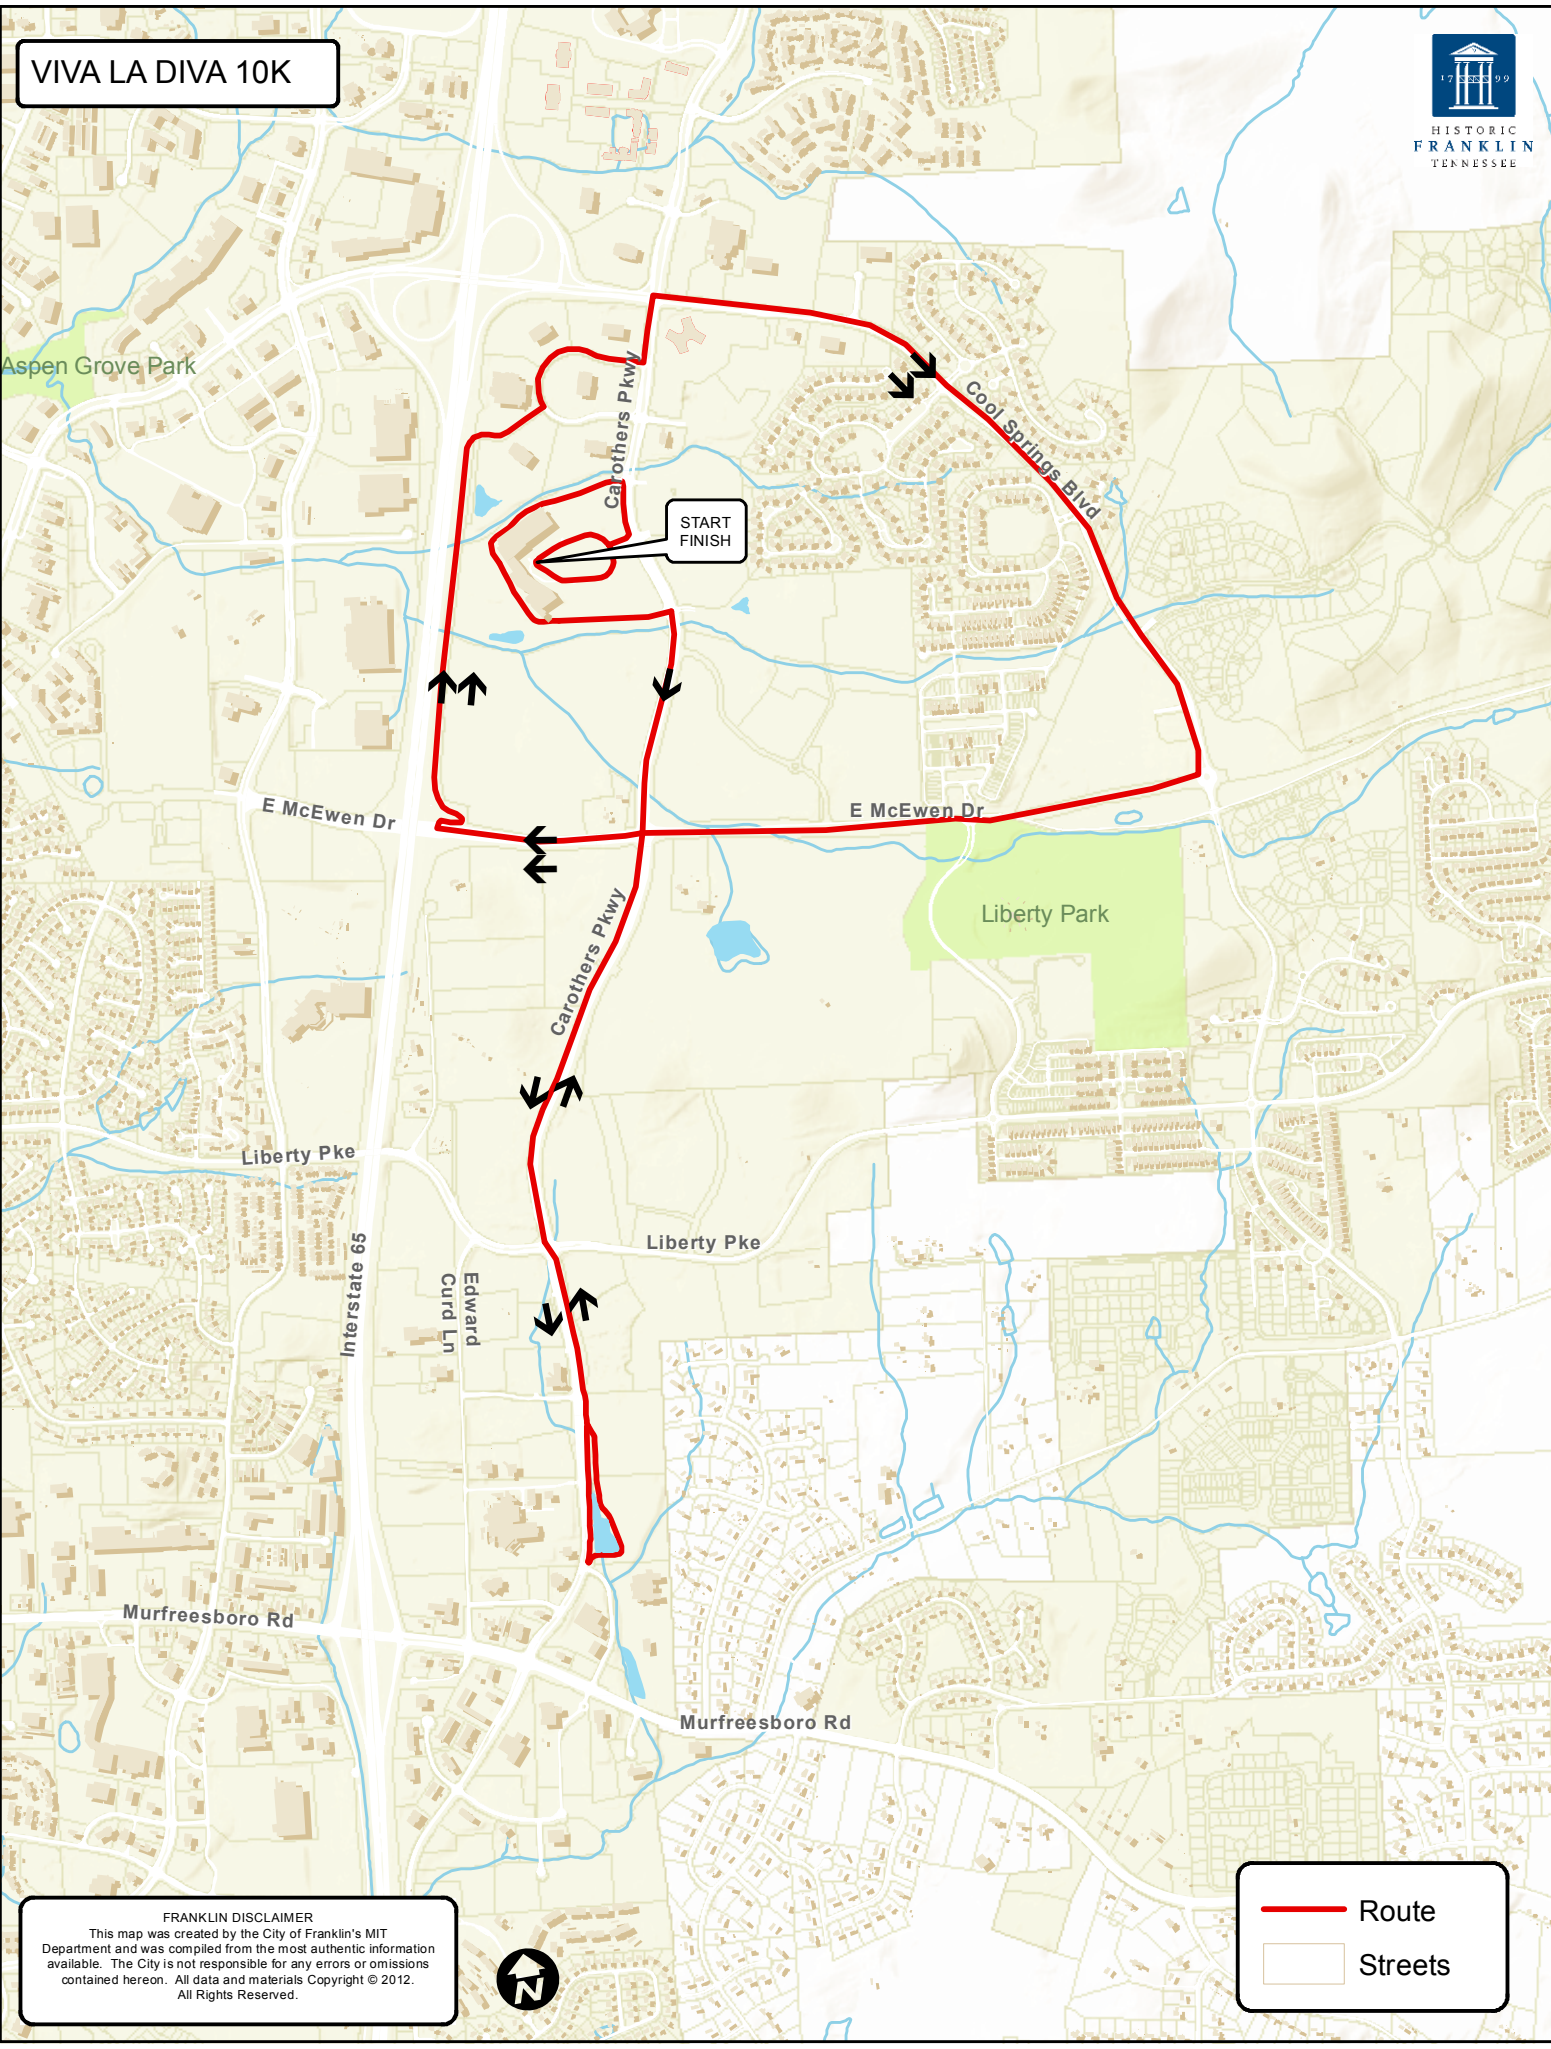 VIVA LA DIVA 10K
17 99
HISTORIC
FRANKLIN
TENNESSEE
Aspen Grove Park
Carothers Pkwy
Cool Springs Blvd
START
FINISH
E McEwen Dr
E McEwen Dr
Liberty Park
Carothers Pkwy
Liberty Pke
Liberty Pke
Interstate 65
Edward
Curd Ln
Murfreesboro Rd
Murfreesboro Rd
FRANKLIN DISCLAIMER
This map was created by the City of Franklin's MIT
Department and was compiled from the most authentic information
available. The City is not responsible for any errors or omissions
contained hereon. All data and materials Copyright © 2012.
All Rights Reserved.
N
Route
Streets